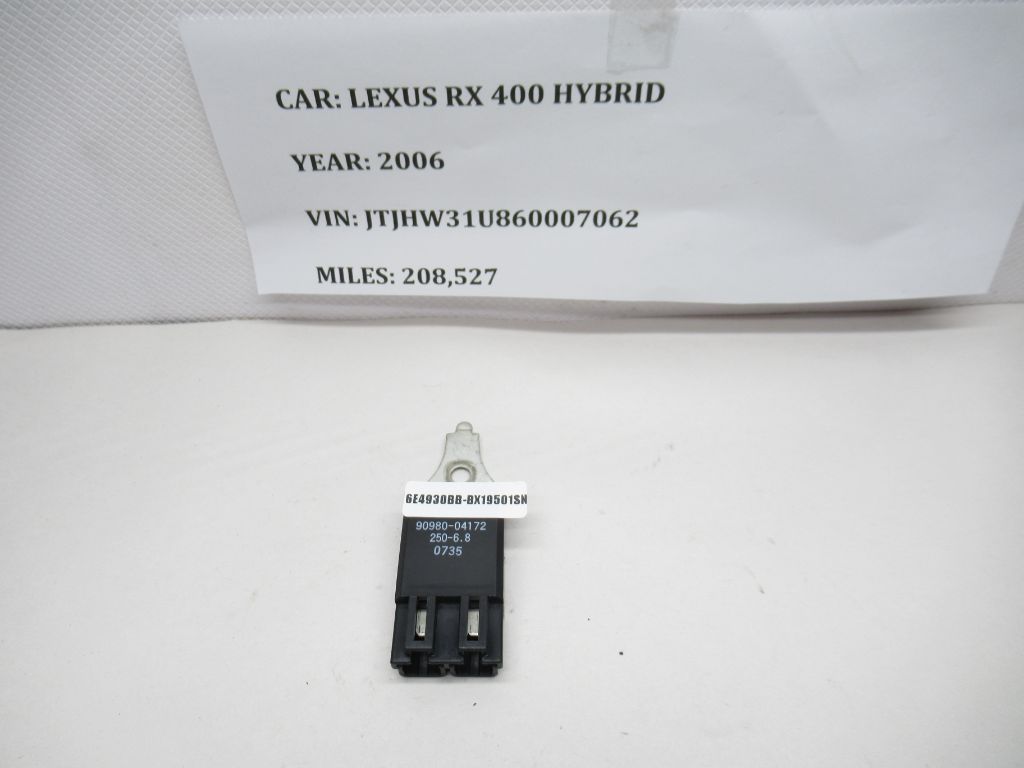 CAR: LEXUS RX 400 HYBRID
YEAR: 2006
VIN: JTJHW31U860007062
MILES: 208,527
6E4930BB-BX19501SN
90980-04172
250-6.8
0735